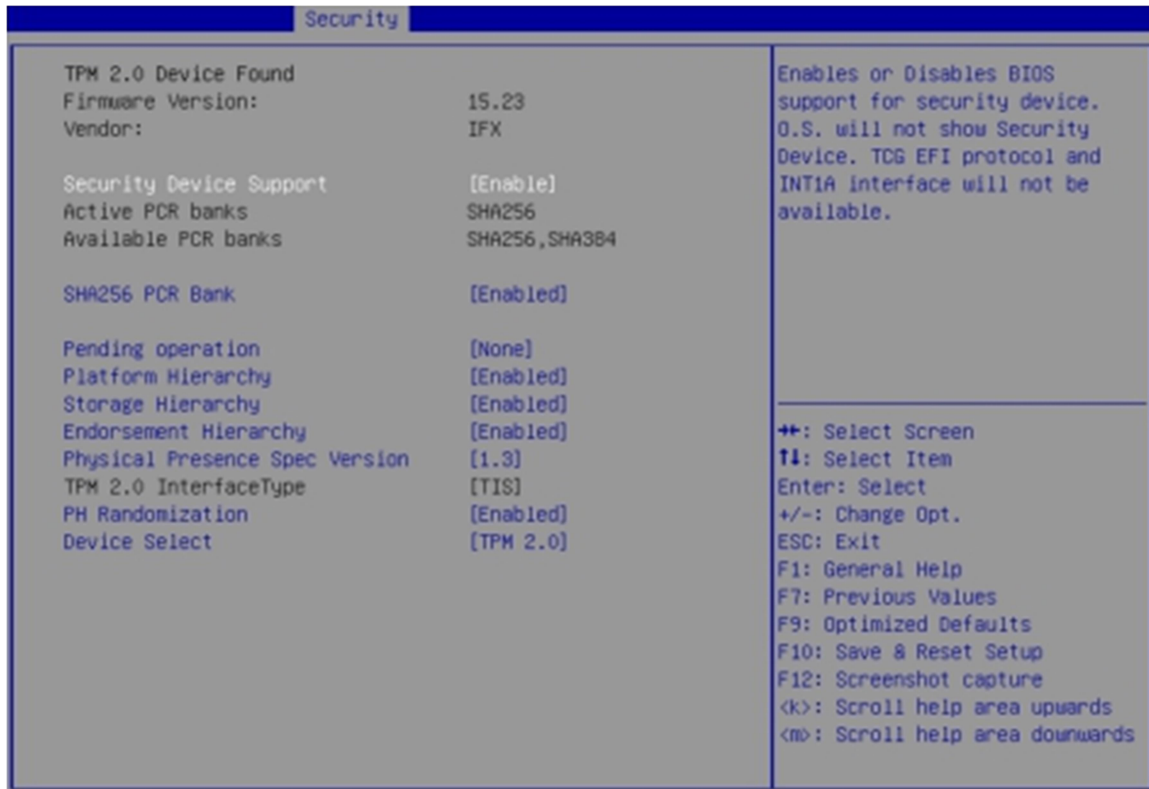 Security
TPM 2.0 Device Found
Firmware Version: 15.23
Vendor: IFX
Security Device Support [Enable]
Active PCR banks SHA256
Available PCR banks SHA256,SHA384
SHA256 PCR Bank [Enabled]
Pending operation [None]
Platform Hierarchy [Enabled]
Storage Hierarchy [Enabled]
Endorsement Hierarchy [Enabled]
Physical Presence Spec Version [1.3]
TPM 2.0 InterfaceType [TIS]
PH Randomization [Enabled]
Device Select [TPM 2.0]
Enables or Disables BIOS
support for security device.
O.S. will not show Security
Device. TCG EFI protocol and
INT1A interface will not be
available.
→←: Select Screen
↑↓: Select Item
Enter: Select
+/-: Change Opt.
ESC: Exit
F1: General Help
F7: Previous Values
F9: Optimized Defaults
F10: Save & Reset Setup
F12: Screenshot capture
<k>: Scroll help area upwards
<m>: Scroll help area downwards